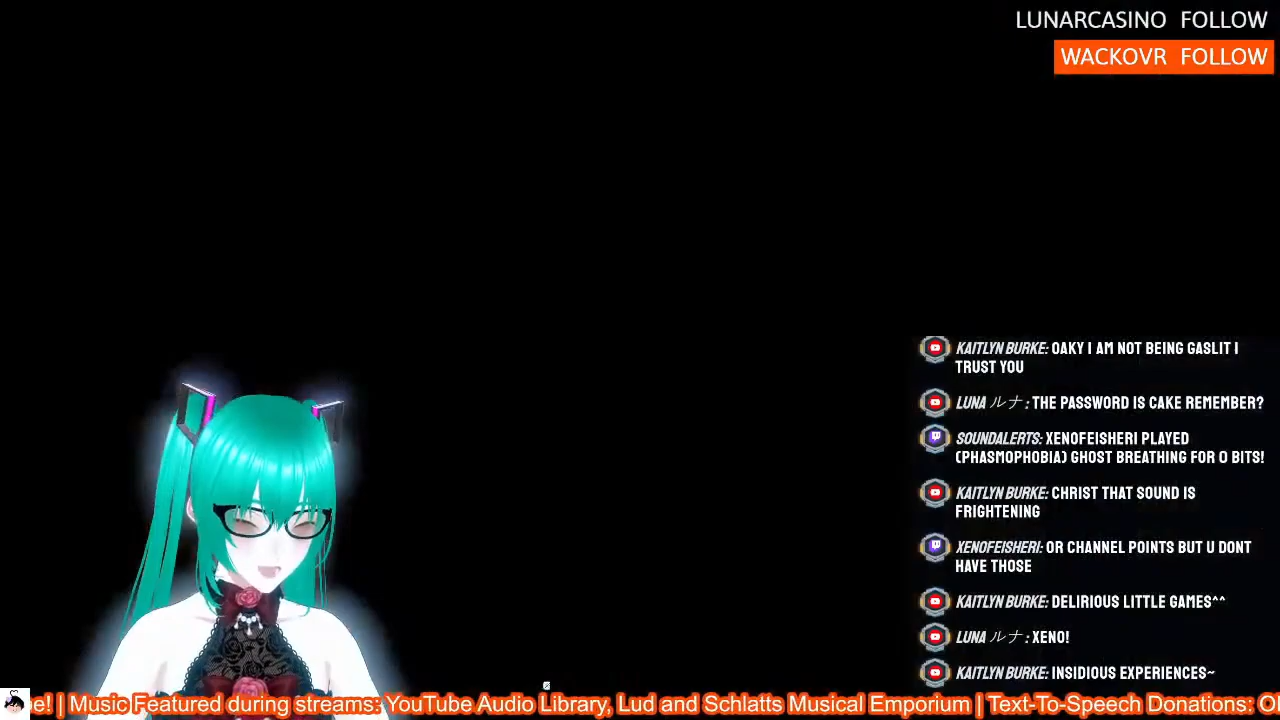 LUNARCASINO FOLLOW
WACKOVR FOLLOW
KAITLYN BURKE: OAKY I AM NOT BEING GASLIT I
TRUST YOU
LUNA ルナ: THE PASSWORD IS CAKE REMEMBER?
SOUNDALERTS: XENOFEISHERI PLAYED
(PHASMOPHOBIA) GHOST BREATHING FOR 0 BITS!
KAITLYN BURKE: CHRIST THAT SOUND IS
FRIGHTENING
XENOFEISHERI: OR CHANNEL POINTS BUT U DONT
HAVE THOSE
KAITLYN BURKE: DELIRIOUS LITTLE GAMES^^
LUNA ルナ: XENO!
KAITLYN BURKE: INSIDIOUS EXPERIENCES~
! | Music Featured during streams: YouTube Audio Library, Lud and Schlatts Musical Emporium | Text-To-Speech Donations: